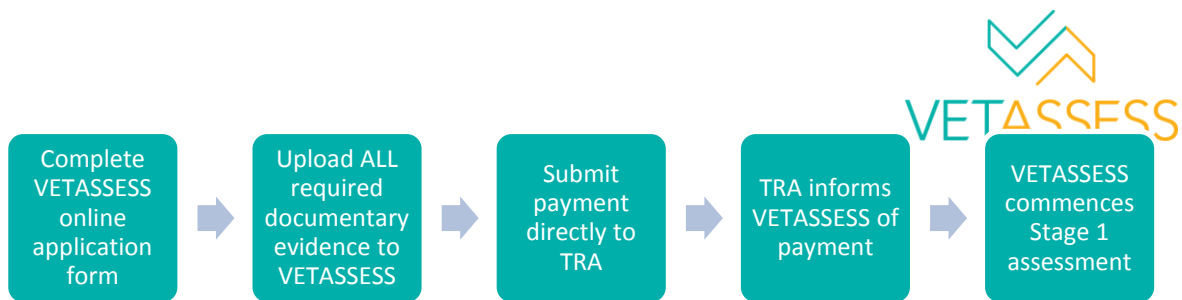 VETASSESS
Complete
VETASSESS
online
application
form
Upload ALL
required
documentary
evidence to
VETASSESS
Submit
payment
directly to
TRA
TRA informs
VETASSESS of
payment
VETASSESS
commences
Stage 1
assessment